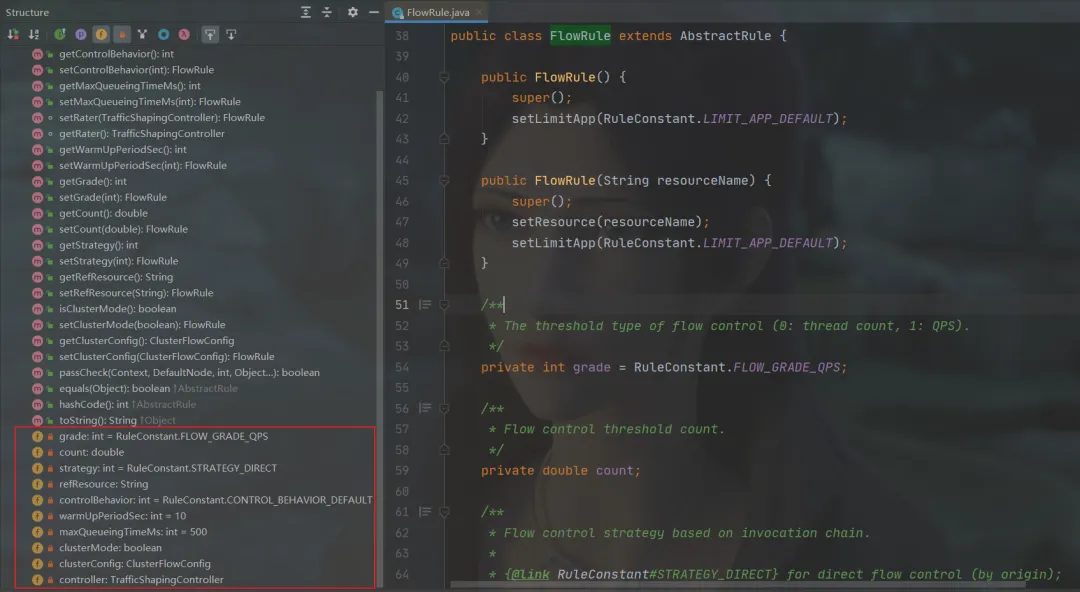 Structure
getControlBehavior(): int
setControlBehavior(int): FlowRule
getMaxQueueingTimeMs(): int
setMaxQueueingTimeMs(int): FlowRule
setRater(TrafficShapingController): FlowRule
getRater(): TrafficShapingController
getWarmUpPeriodSec(): int
setWarmUpPeriodSec(int): FlowRule
getGrade(): int
setGrade(int): FlowRule
getCount(): double
setCount(double): FlowRule
getStrategy(): int
setStrategy(int): FlowRule
getRefResource(): String
setRefResource(String): FlowRule
isClusterMode(): boolean
setClusterMode(boolean): FlowRule
getClusterConfig(): ClusterFlowConfig
setClusterConfig(ClusterFlowConfig): FlowRule
passCheck(Context, DefaultNode, int, Object...): boolean
equals(Object): boolean ↑AbstractRule
hashCode(): int ↑AbstractRule
toString(): String ↑Object
grade: int = RuleConstant.FLOW_GRADE_QPS
count: double
strategy: int = RuleConstant.STRATEGY_DIRECT
refResource: String
controlBehavior: int = RuleConstant.CONTROL_BEHAVIOR_DEFAULT
warmUpPeriodSec: int = 10
maxQueueingTimeMs: int = 500
clusterMode: boolean
clusterConfig: ClusterFlowConfig
controller: TrafficShapingController
FlowRule.java
38 public class FlowRule extends AbstractRule {
39
40 public FlowRule() {
41 super();
42 setLimitApp(RuleConstant.LIMIT_APP_DEFAULT);
43 }
44
45 public FlowRule(String resourceName) {
46 super();
47 setResource(resourceName);
48 setLimitApp(RuleConstant.LIMIT_APP_DEFAULT);
49 }
50
51 /**
52 * The threshold type of flow control (0: thread count, 1: QPS).
53 */
54 private int grade = RuleConstant.FLOW_GRADE_QPS;
55
56 /**
57 * Flow control threshold count.
58 */
59 private double count;
60
61 /**
62 * Flow control strategy based on invocation chain.
63 *
64 * {@link RuleConstant#STRATEGY_DIRECT} for direct flow control (by origin);